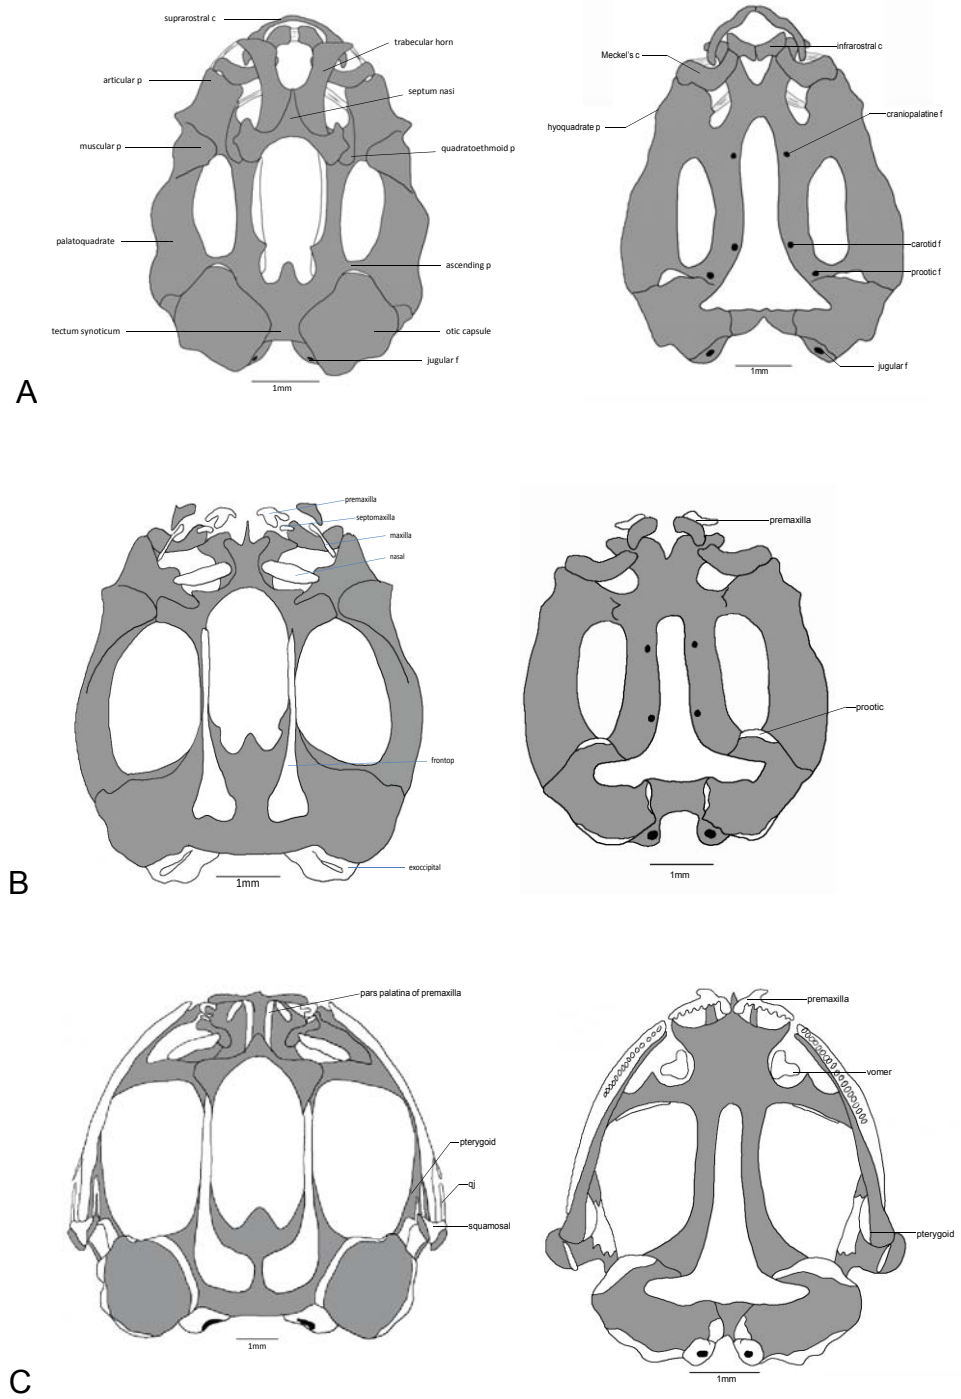 suprarostral c
trabecular horn
articular p
septum nasi
muscular p
quadratoethmoid p
palatoquadrate
ascending p
tectum synoticum
otic capsule
jugular f
1mm
infrarostral c
Meckel's c
craniopalatine f
hyoquadrate p
carotid f
prootic f
jugular f
1mm
A
premaxilla
septomaxilla
maxilla
nasal
frontop
exoccipital
1mm
premaxilla
prootic
1mm
B
pars palatina of premaxilla
pterygoid
qj
squamosal
1mm
premaxilla
vomer
pterygoid
1mm
C